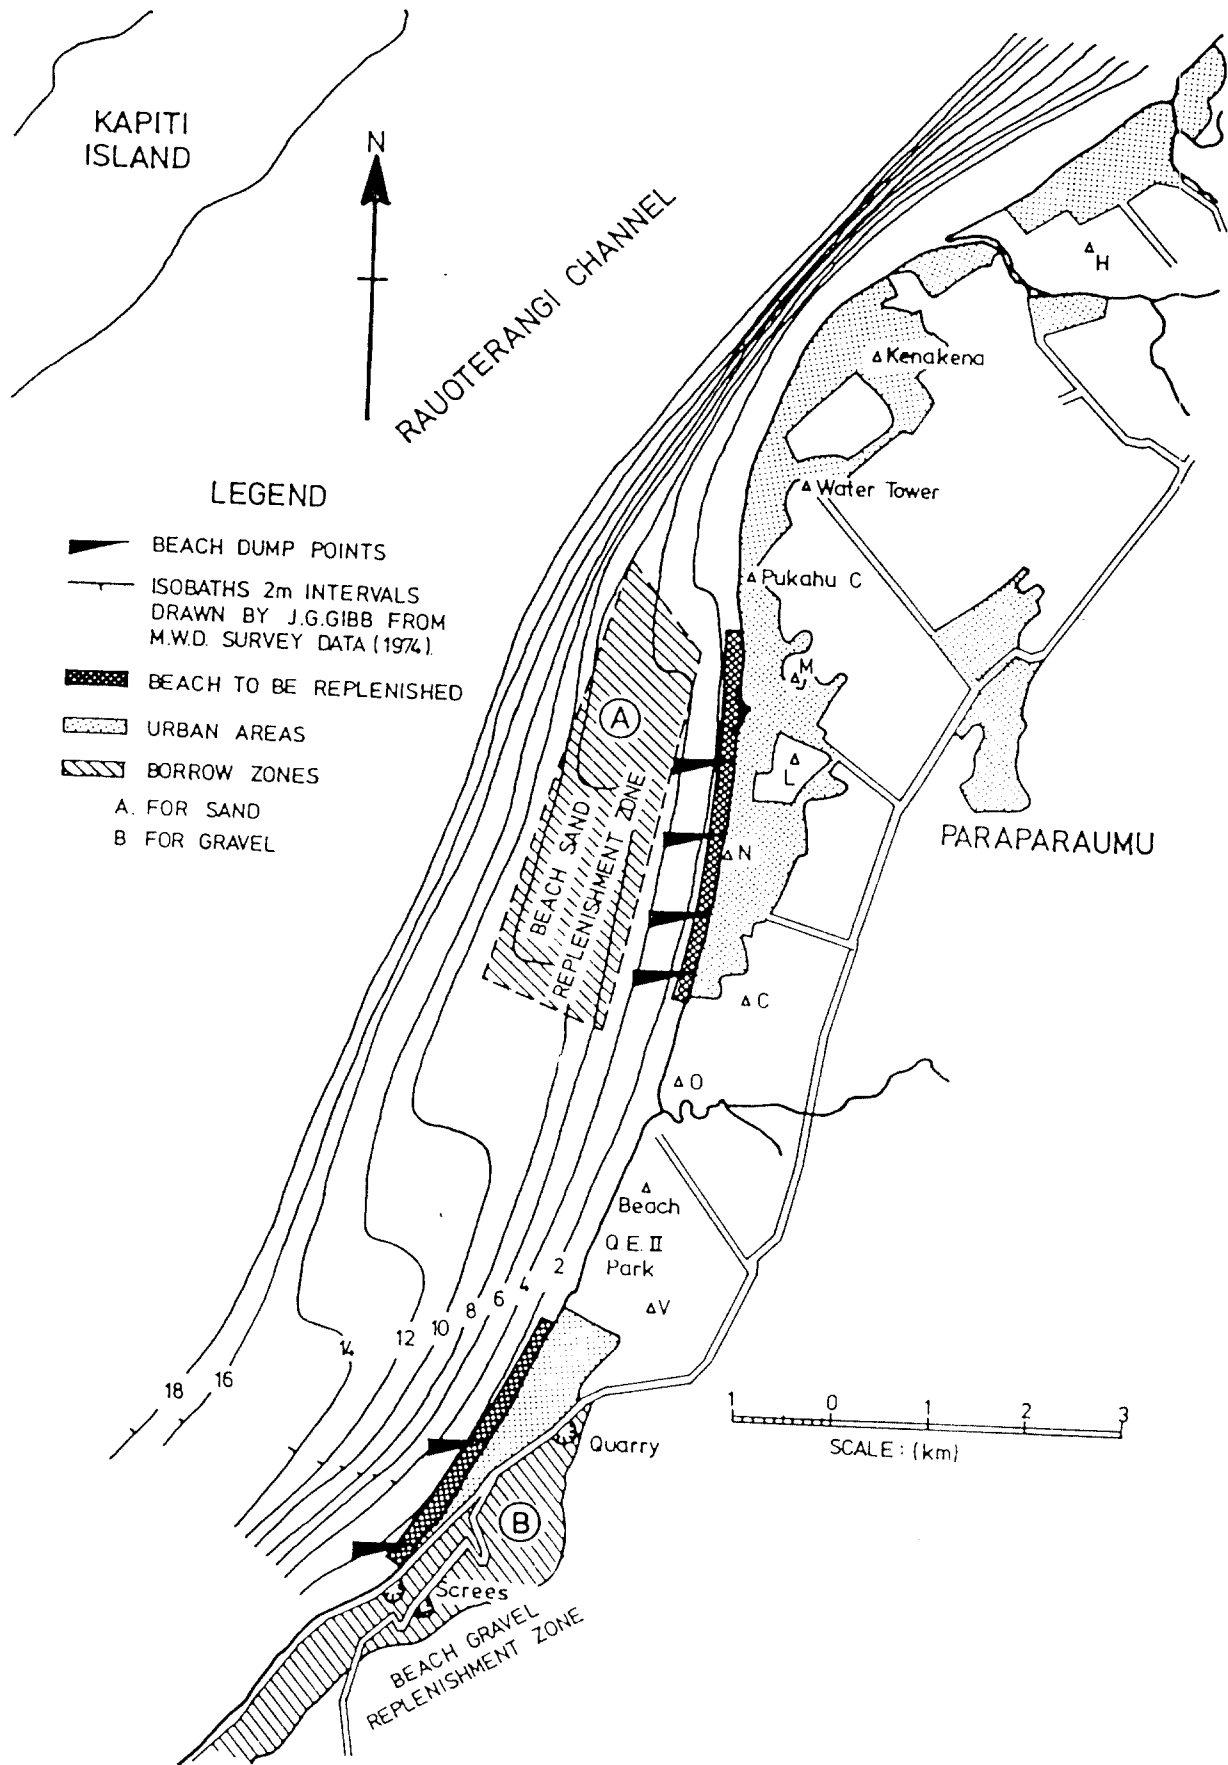 KAPITI
ISLAND
N
RAUOTERANGI CHANNEL
H
Kenakena
Water Tower
Pukahu C
LEGEND
BEACH DUMP POINTS
ISOBATHS 2m INTERVALS
DRAWN BY J.G.GIBB FROM
M.W.D. SURVEY DATA (1974).
BEACH TO BE REPLENISHED
URBAN AREAS
BORROW ZONES
A. FOR SAND
B FOR GRAVEL
M
A
L
BEACH SAND
REPLENISHMENT ZONE
N
PARAPARAUMU
C
O
Beach
Q.E. II
Park
V
2
4
6
8
10
12
14
16
18
1 0 1 2 3
SCALE: (km)
Quarry
B
Screes
BEACH GRAVEL
REPLENISHMENT ZONE